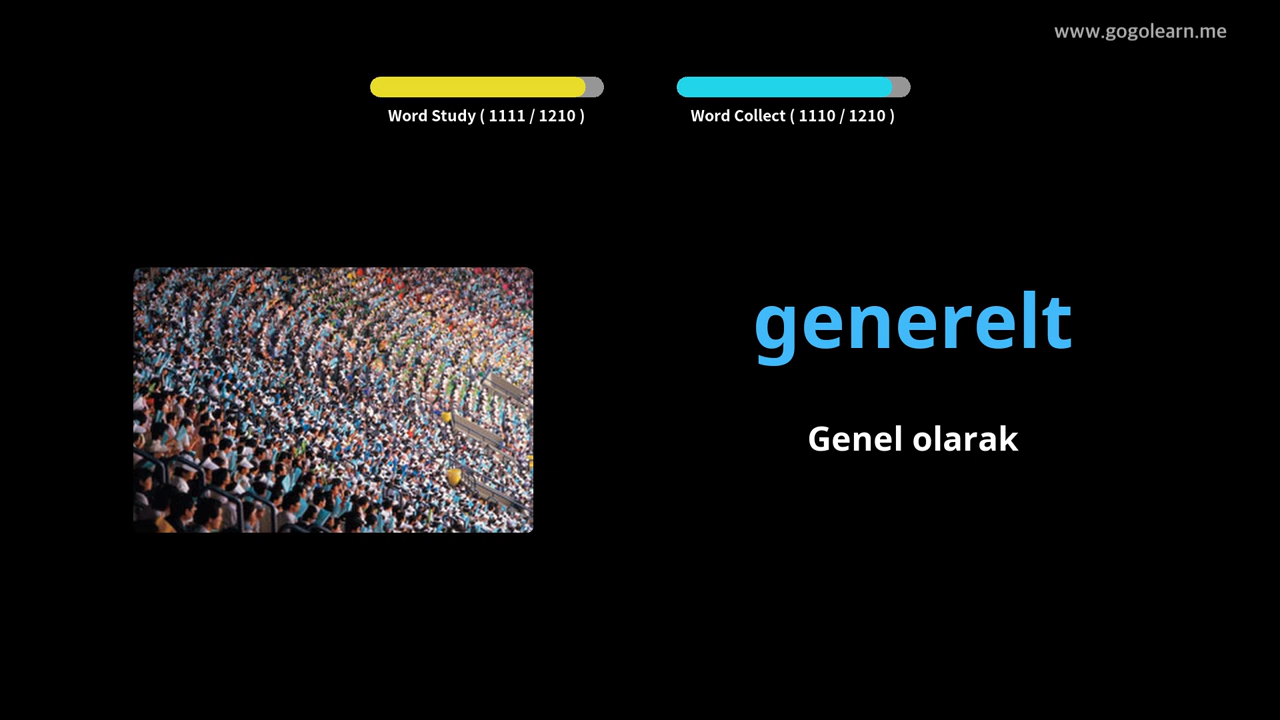 www.gogolearn.me
Word Study ( 1111 / 1210 )
Word Collect ( 1110 / 1210 )
generelt
Genel olarak